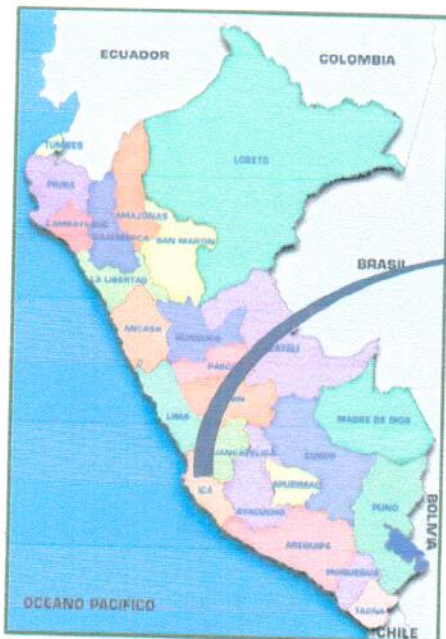 ECUADOR
COLOMBIA
TUMBES
LORETO
PIURA
AMAZONAS
LAMBAYEQUE
CAJAMARCA
SAN MARTIN
LA LIBERTAD
BRASIL
ANCASH
HUANUCO
PASCO
LIMA
MADRE DE DIOS
CUSCO
ICA
APURIMAC
AYACUCHO
PUNO
BOLIVIA
AREQUIPA
MOQUEGUA
TACNA
OCEANO PACIFICO
CHILE